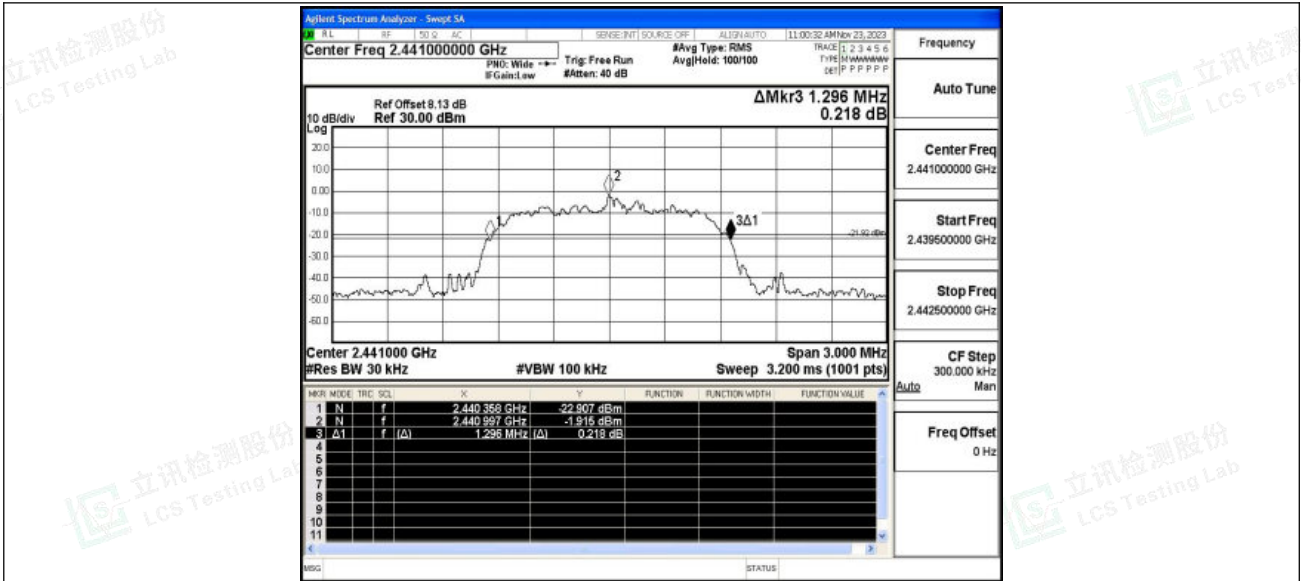 Agilent Spectrum Analyzer - Swept SA
RL RF 50 Ω AC SENSE:INT SOURCE OFF ALIGN AUTO 11:00:32 AM Nov 23, 2023
Center Freq 2.441000000 GHz
#Avg Type: RMS
TRACE 1 2 3 4 5 6
PNO: Wide
Trig: Free Run
Avg|Hold: 100/100
TYPE M WWWWW
IFGain:Low
#Atten: 40 dB
DET P P P P P P
Ref Offset 8.13 dB
ΔMkr3 1.296 MHz
10 dB/div Ref 30.00 dBm
0.218 dB
Log
20.0
10.0
0.00
-10.0
-20.0
-30.0
-40.0
-50.0
-60.0
1
2
3Δ1
-21.92 dBm
Center 2.441000 GHz
Span 3.000 MHz
#Res BW 30 kHz
#VBW 100 kHz
Sweep 3.200 ms (1001 pts)
MKR MODE TRC SCL X Y FUNCTION FUNCTION WIDTH FUNCTION VALUE
1 N f 2.440 358 GHz -22.907 dBm
2 N f 2.440 997 GHz -1.915 dBm
3 Δ1 f (Δ) 1.296 MHz (Δ) 0.218 dB
4
5
6
7
8
9
10
11
MSG
STATUS
Frequency
Auto Tune
Center Freq
2.441000000 GHz
Start Freq
2.439500000 GHz
Stop Freq
2.442500000 GHz
CF Step
300.000 kHz
Auto Man
Freq Offset
0 Hz
立讯检测股份
LCS Testing Lab
立讯检
LCS Test
立讯检测股份
LCS Testing Lab
立讯检测股份
LCS Testing Lab